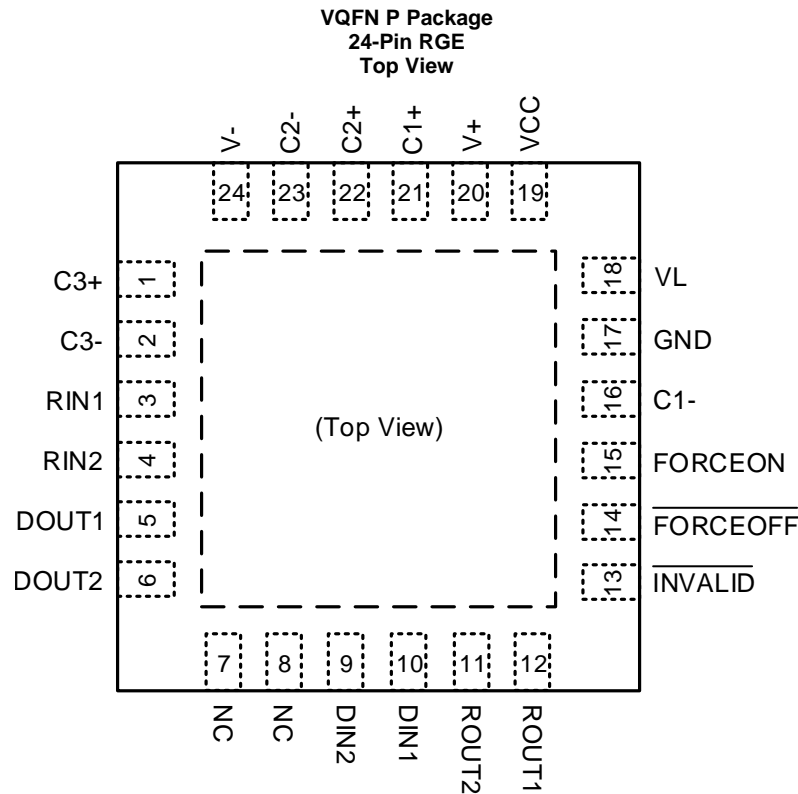 VQFN P Package
24-Pin RGE
Top View
V-
C2-
C2+
C1+
V+
VCC
24
23
22
21
20
19
C3+
1
C3-
2
RIN1
3
RIN2
4
DOUT1
5
DOUT2
6
(Top View)
18
VL
17
GND
16
C1-
15
FORCEON
14
FORCEOFF
13
INVALID
7
8
9
10
11
12
NC
NC
DIN2
DIN1
ROUT2
ROUT1